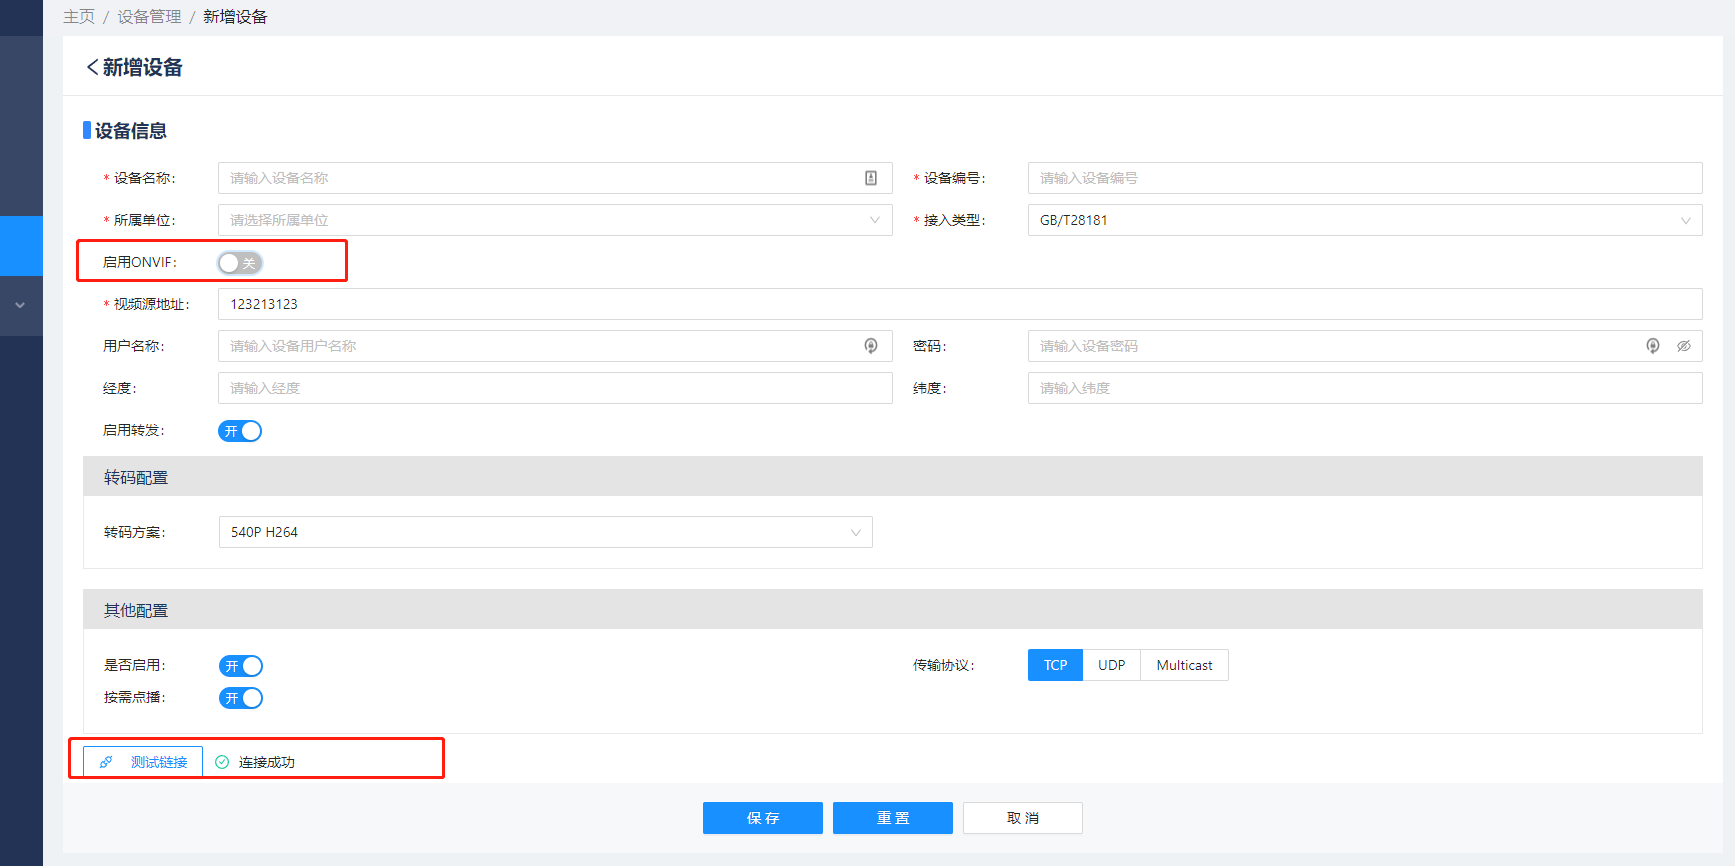 主页 / 设备管理 / 新增设备
新增设备
设备信息
* 设备名称: 请输入设备名称 * 设备编号: 请输入设备编号
* 所属单位: 请选择所属单位 * 接入类型: GB/T28181
启用ONVIF: 关
* 视频源地址: 123213123
用户名称: 请输入设备用户名称 密码: 请输入设备密码
经度: 请输入经度 纬度: 请输入纬度
启用转发: 开
转码配置
转码方案: 540P H264
其他配置
是否启用: 开 传输协议: TCP UDP Multicast
按需点播: 开
测试链接 连接成功
保存 重置 取消